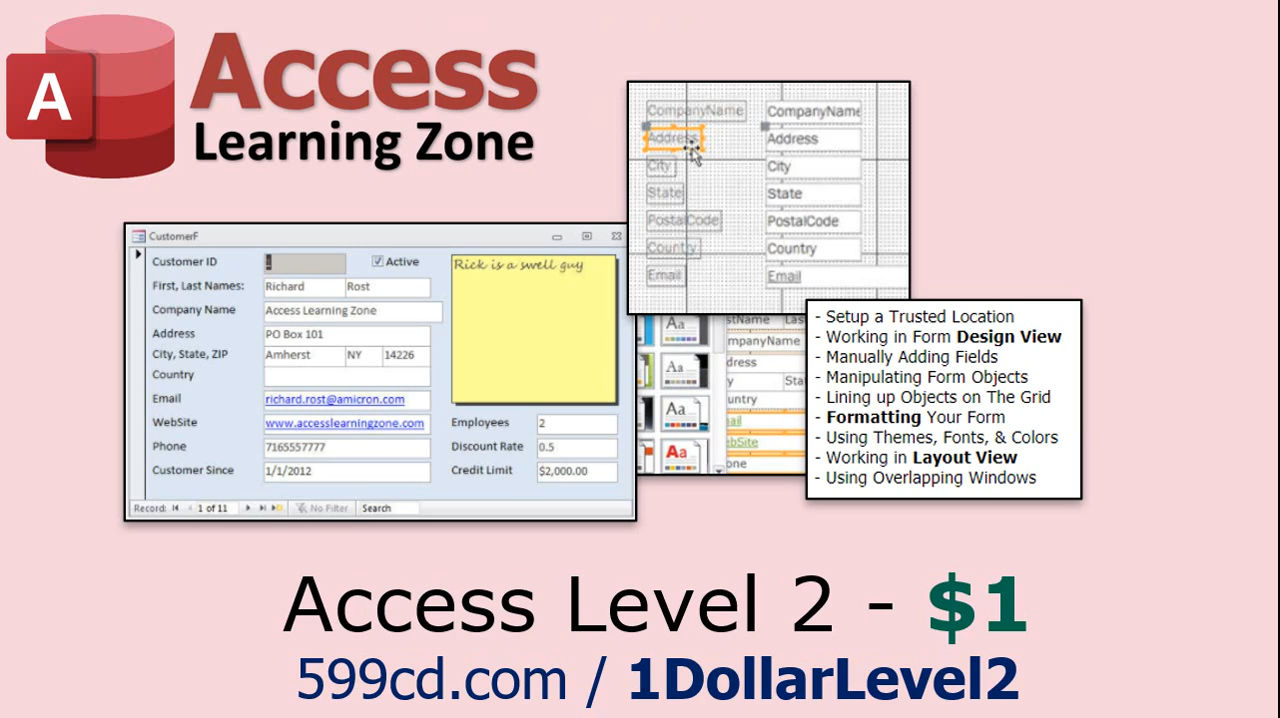 A
Access
Learning Zone
CustomerF
Customer ID
Active
First, Last Names: Richard Rost
Company Name Access Learning Zone
Address PO Box 101
City, State, ZIP Amherst NY 14226
Country
Email richard.rost@amicron.com
WebSite www.accesslearningzone.com
Phone 7165557777
Customer Since 1/1/2012
Rick is a swell guy
Employees 2
Discount Rate 0.5
Credit Limit $2,000.00
Record: 1 of 11 No Filter Search
CompanyName CompanyName
Address Address
City City
State State
PostalCode PostalCode
Country Country
Email Email
Aa
Aa
Aa
Aa
- Setup a Trusted Location
- Working in Form Design View
- Manually Adding Fields
- Manipulating Form Objects
- Lining up Objects on The Grid
- Formatting Your Form
- Using Themes, Fonts, & Colors
- Working in Layout View
- Using Overlapping Windows
Access Level 2 - $1
599cd.com / 1DollarLevel2